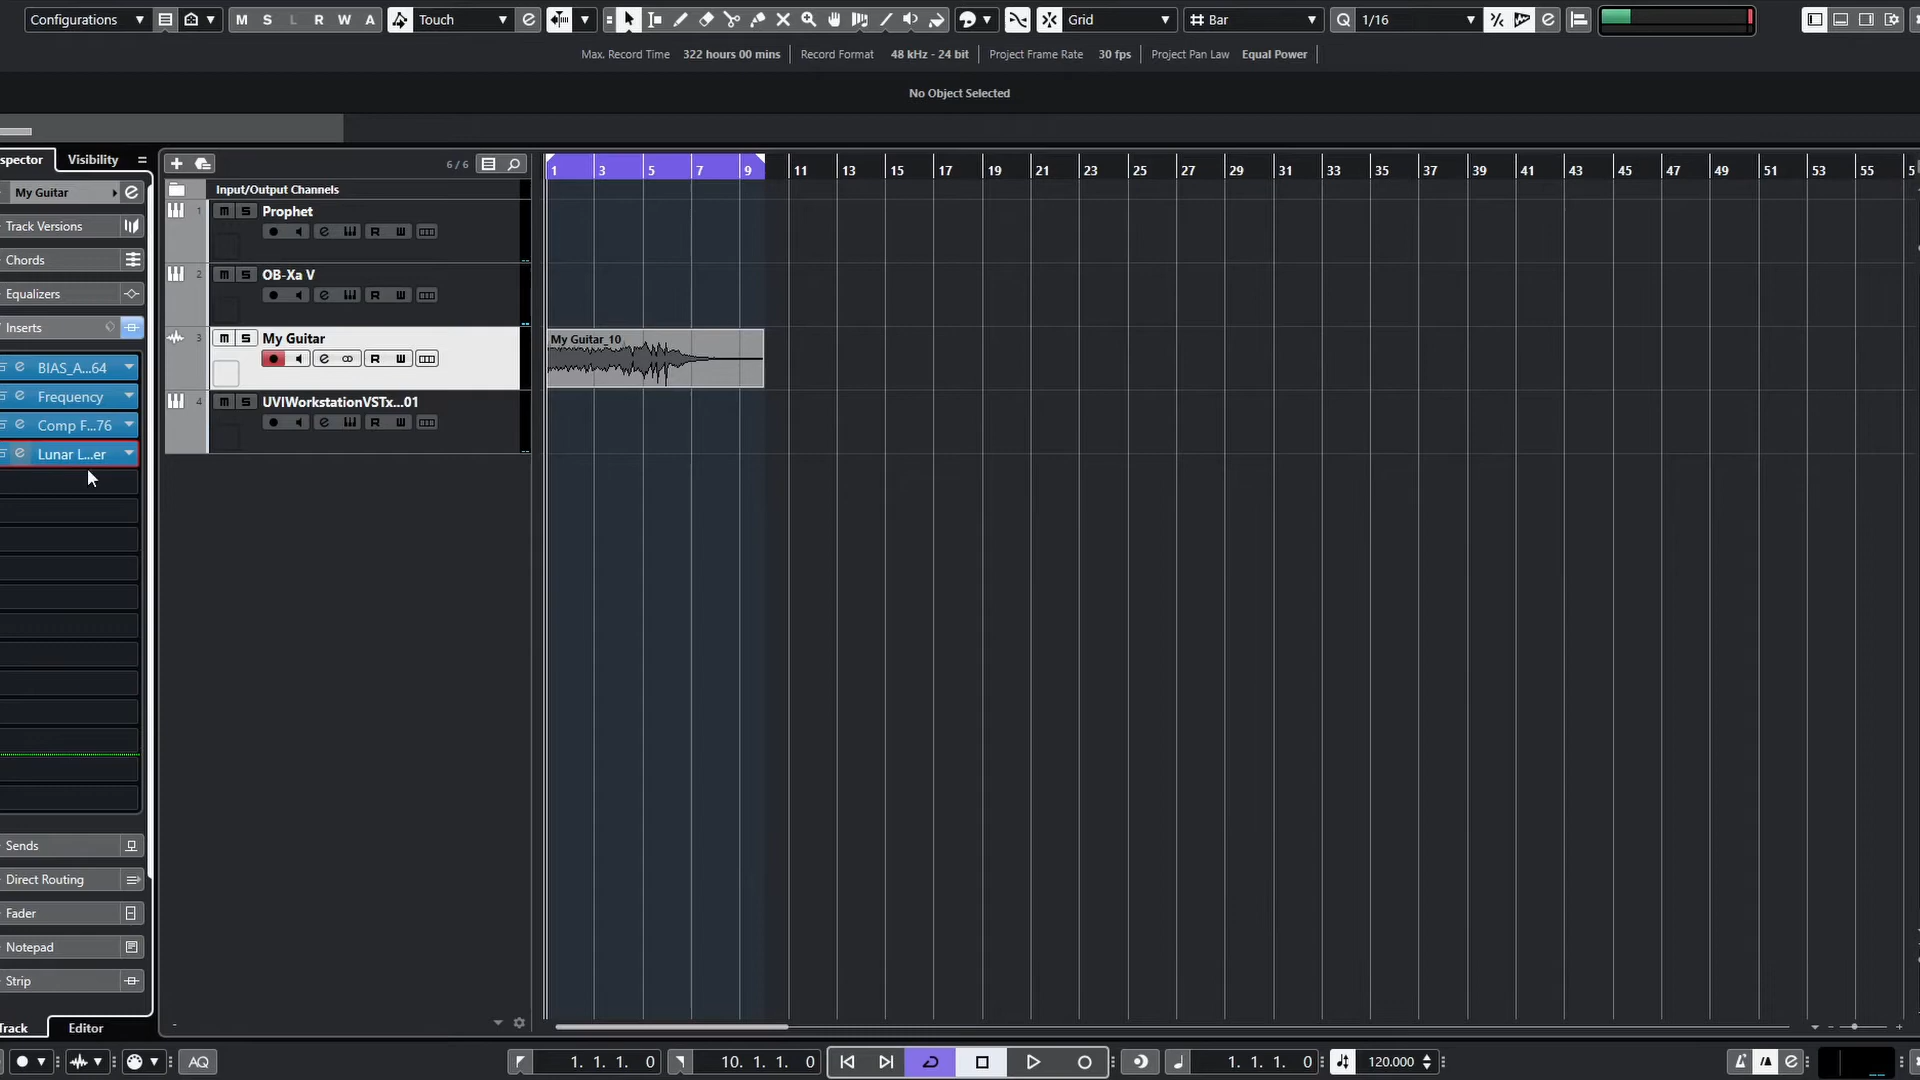 Configurations M S L R W A Touch Grid Bar Q 1/16
Max. Record Time 322 hours 00 mins Record Format 48 kHz - 24 bit Project Frame Rate 30 fps Project Pan Law Equal Power
No Object Selected
spector Visibility
6 / 6
1 3 5 7 9 11 13 15 17 19 21 23 25 27 29 31 33 35 37 39 41 43 45 47 49 51 53 55 5
My Guitar
Input/Output Channels
1 m S Prophet
R W
Track Versions
Chords
2 m S OB-Xa V
R W
Equalizers
Inserts
3 m S My Guitar
R W
My Guitar_10
BIAS_A...64
Frequency
4 m S UVIWorkstationVSTx...01
R W
Comp F...76
Lunar L...er
Sends
Direct Routing
Fader
Notepad
Strip
Track Editor
AQ 1. 1. 1. 0 10. 1. 1. 0 1. 1. 1. 0 120.000